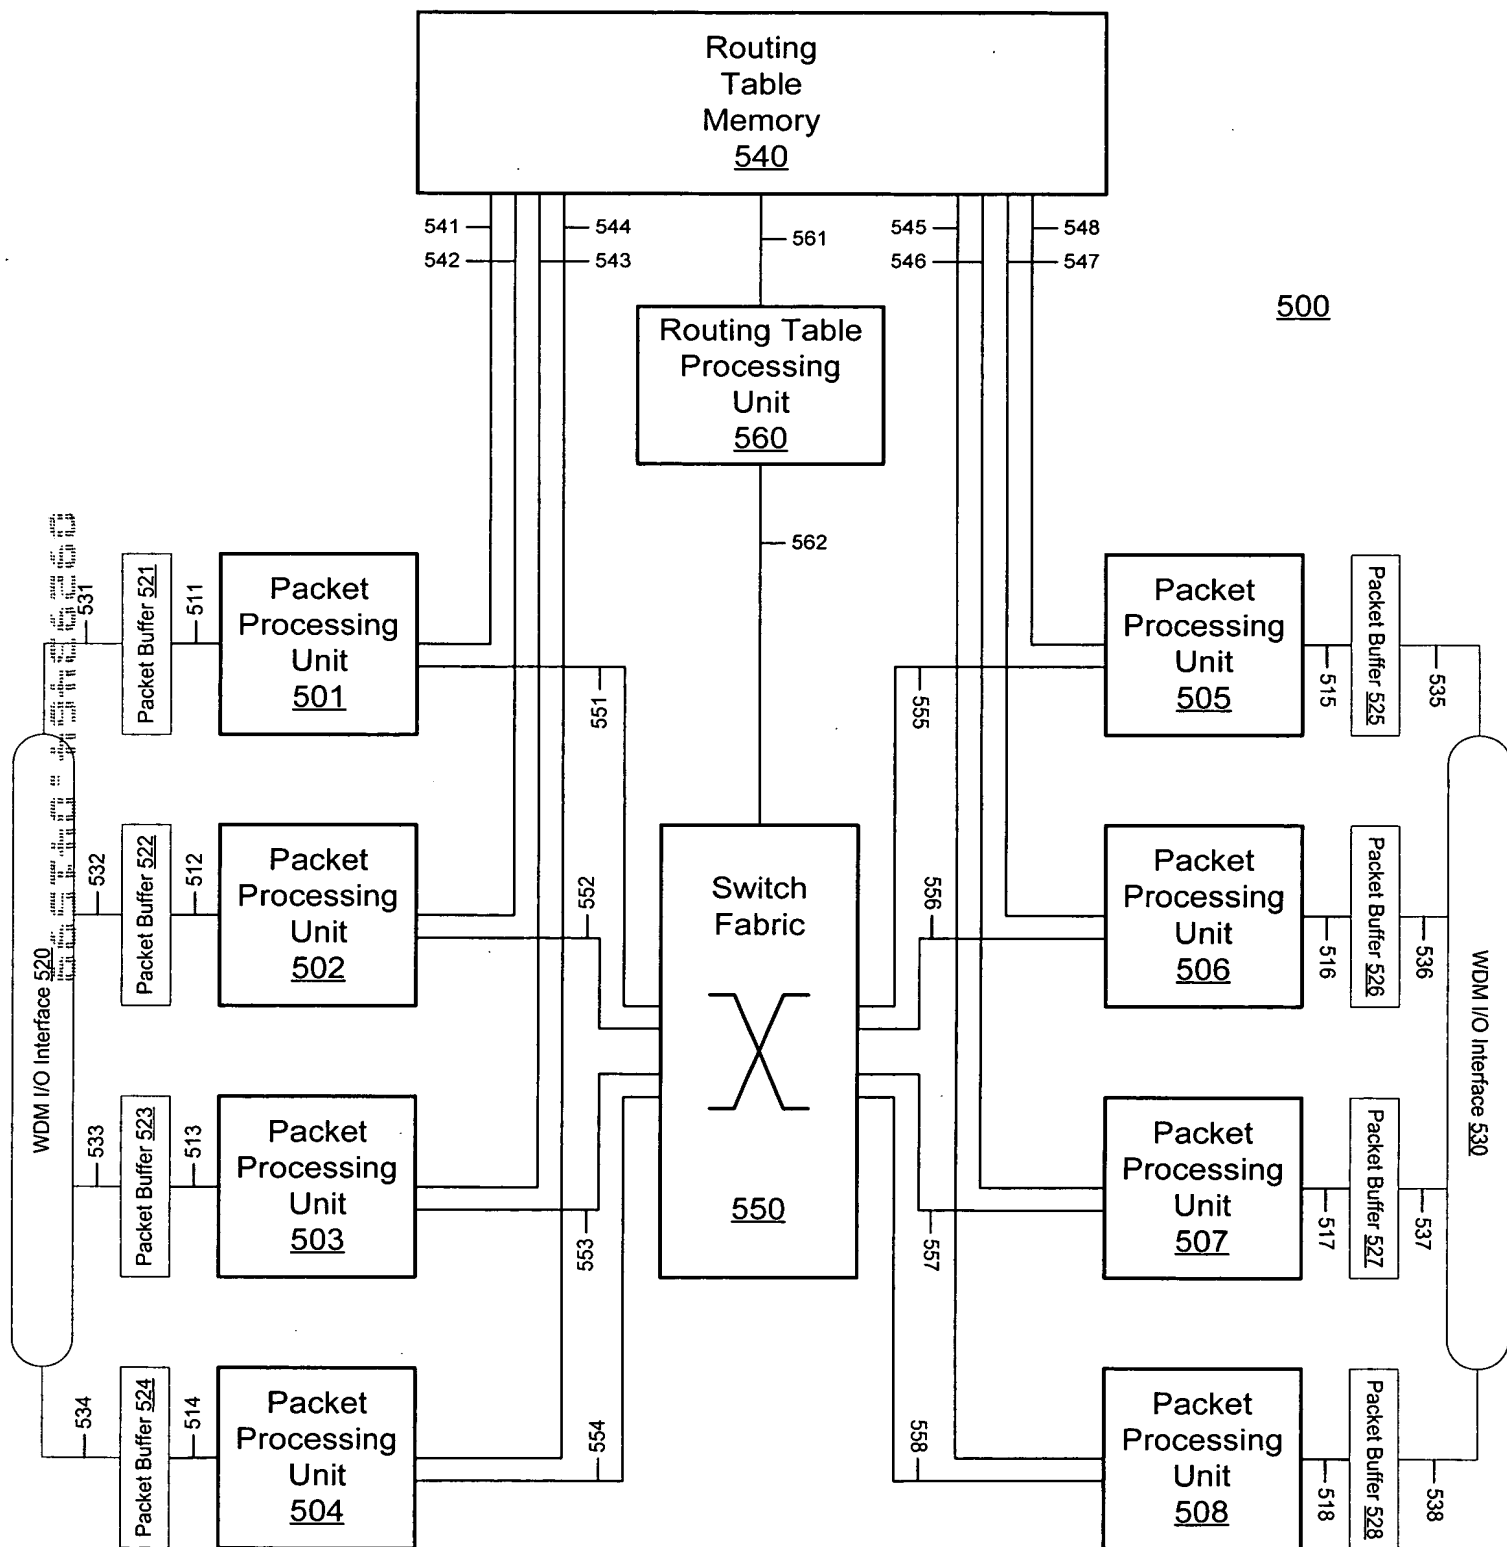 Routing
Table
Memory
540
541
544
561
545
548
542
543
546
547
500
Routing Table
Processing
Unit
560
562
531
Packet Buffer 521
511
Packet
Processing
Unit
501
551
555
Packet
Processing
Unit
505
515
Packet Buffer 525
535
WDM I/O Interface 520
532
Packet Buffer 522
512
Packet
Processing
Unit
502
552
Switch
Fabric
550
556
Packet
Processing
Unit
506
516
Packet Buffer 526
536
WDM I/O Interface 530
533
Packet Buffer 523
513
Packet
Processing
Unit
503
553
557
Packet
Processing
Unit
507
517
Packet Buffer 527
537
534
Packet Buffer 524
514
Packet
Processing
Unit
504
554
558
Packet
Processing
Unit
508
518
Packet Buffer 528
538